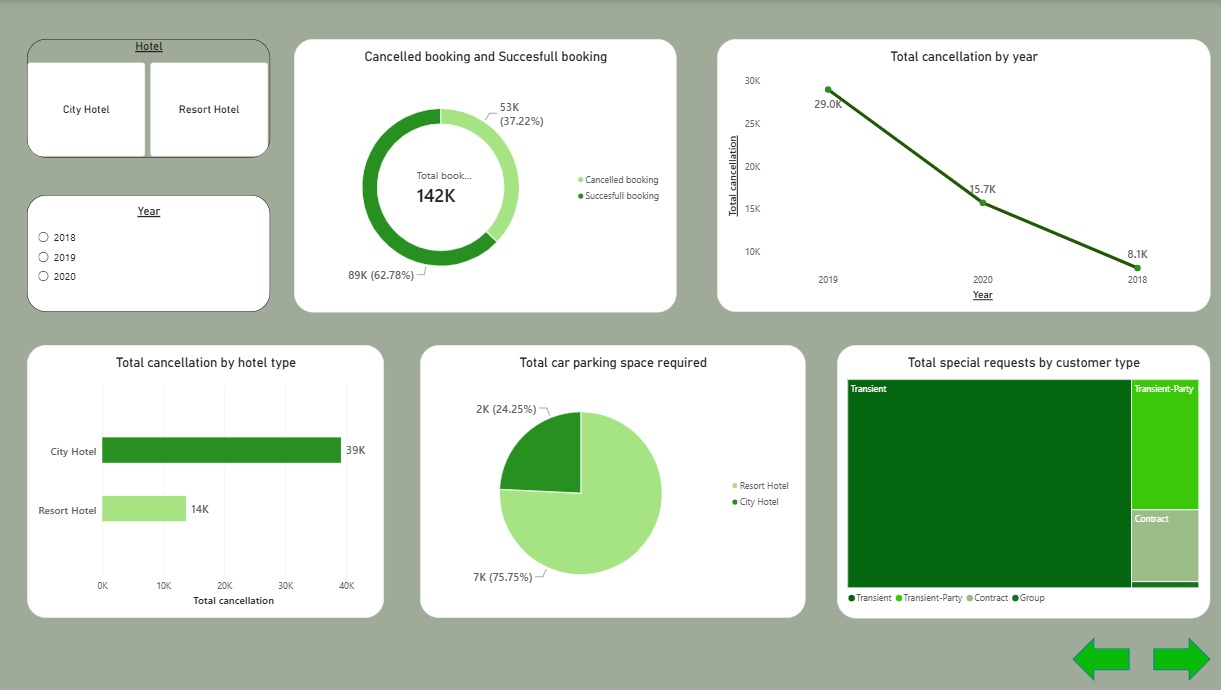 Hotel
City Hotel
Resort Hotel
Year
2018
2019
2020
Cancelled booking and Succesfull booking
53K
(37.22%)
Total book...
142K
89K (62.78%)
Cancelled booking
Succesfull booking
Total cancellation by year
Total cancellation
30K
25K
20K
15K
10K
29.0K
15.7K
8.1K
2019
2020
2018
Year
Total cancellation by hotel type
City Hotel
39K
Resort Hotel
14K
0K
10K
20K
30K
40K
Total cancellation
Total car parking space required
2K (24.25%)
7K (75.75%)
Resort Hotel
City Hotel
Total special requests by customer type
Transient
Transient-Party
Contract
Transient Transient-Party Contract Group